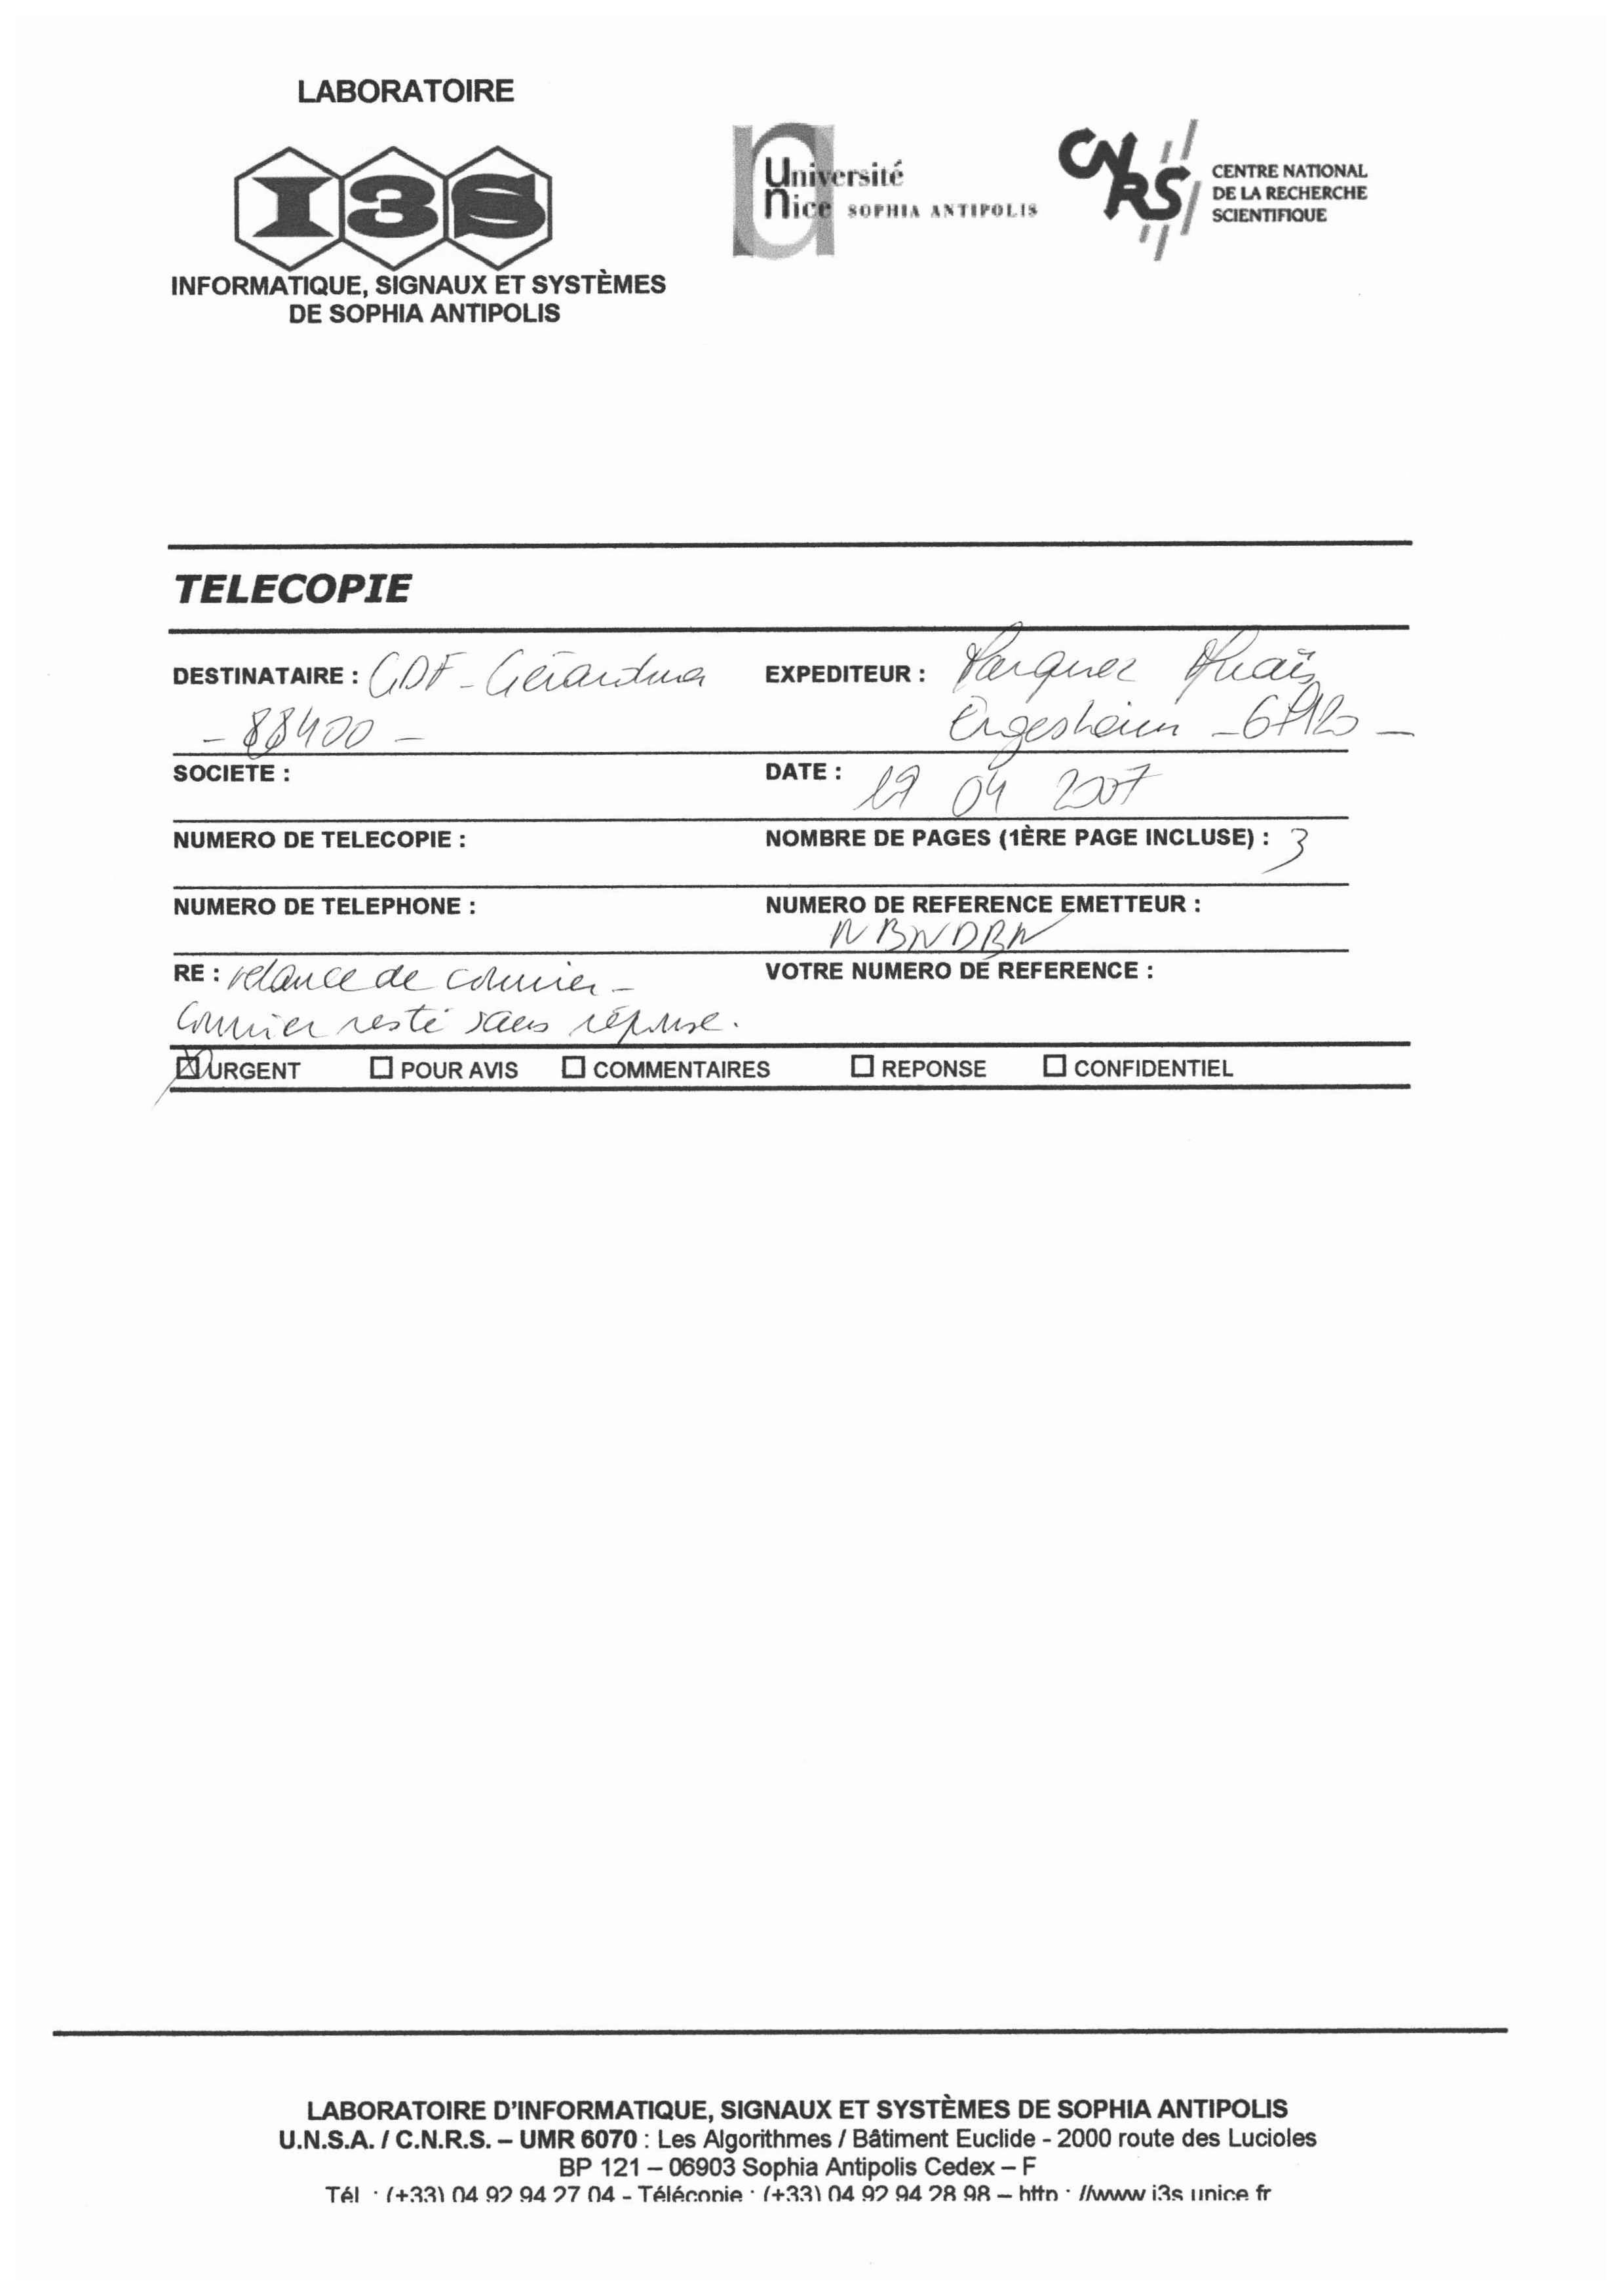 LABORATOIRE
I3S
INFORMATIQUE, SIGNAUX ET SYSTÈMES
DE SOPHIA ANTIPOLIS
Université
Nice SOPHIA ANTIPOLIS
CNRS
CENTRE NATIONAL
DE LA RECHERCHE
SCIENTIFIQUE
TELECOPIE
DESTINATAIRE : GDF - Gérardmer
- 88400 -
EXPEDITEUR :
Ergesheim - 67120 -
SOCIETE :
DATE : 19 04 2007
NUMERO DE TELECOPIE :
NOMBRE DE PAGES (1ÈRE PAGE INCLUSE) : 3
NUMERO DE TELEPHONE :
NUMERO DE REFERENCE EMETTEUR :
NBNDBN
RE : relance de courrier -
Courrier resté sans réponse.
VOTRE NUMERO DE REFERENCE :
URGENT POUR AVIS COMMENTAIRES REPONSE CONFIDENTIEL
LABORATOIRE D'INFORMATIQUE, SIGNAUX ET SYSTÈMES DE SOPHIA ANTIPOLIS
U.N.S.A. / C.N.R.S. – UMR 6070 : Les Algorithmes / Bâtiment Euclide - 2000 route des Lucioles
BP 121 – 06903 Sophia Antipolis Cedex – F
Tél : (+33) 04 92 94 27 04 - Télécopie : (+33) 04 92 94 28 98 – http : //www i3s unice fr